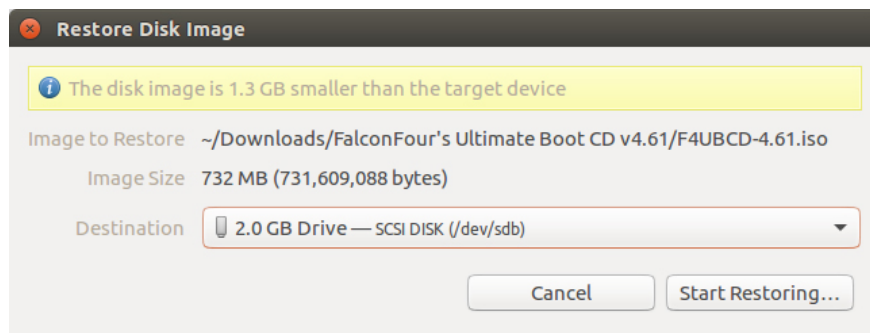 Restore Disk Image
The disk image is 1.3 GB smaller than the target device
Image to Restore ~/Downloads/FalconFour's Ultimate Boot CD v4.61/F4UBCD-4.61.iso
Image Size 732 MB (731,609,088 bytes)
Destination 2.0 GB Drive — SCSI DISK (/dev/sdb)
Cancel Start Restoring...